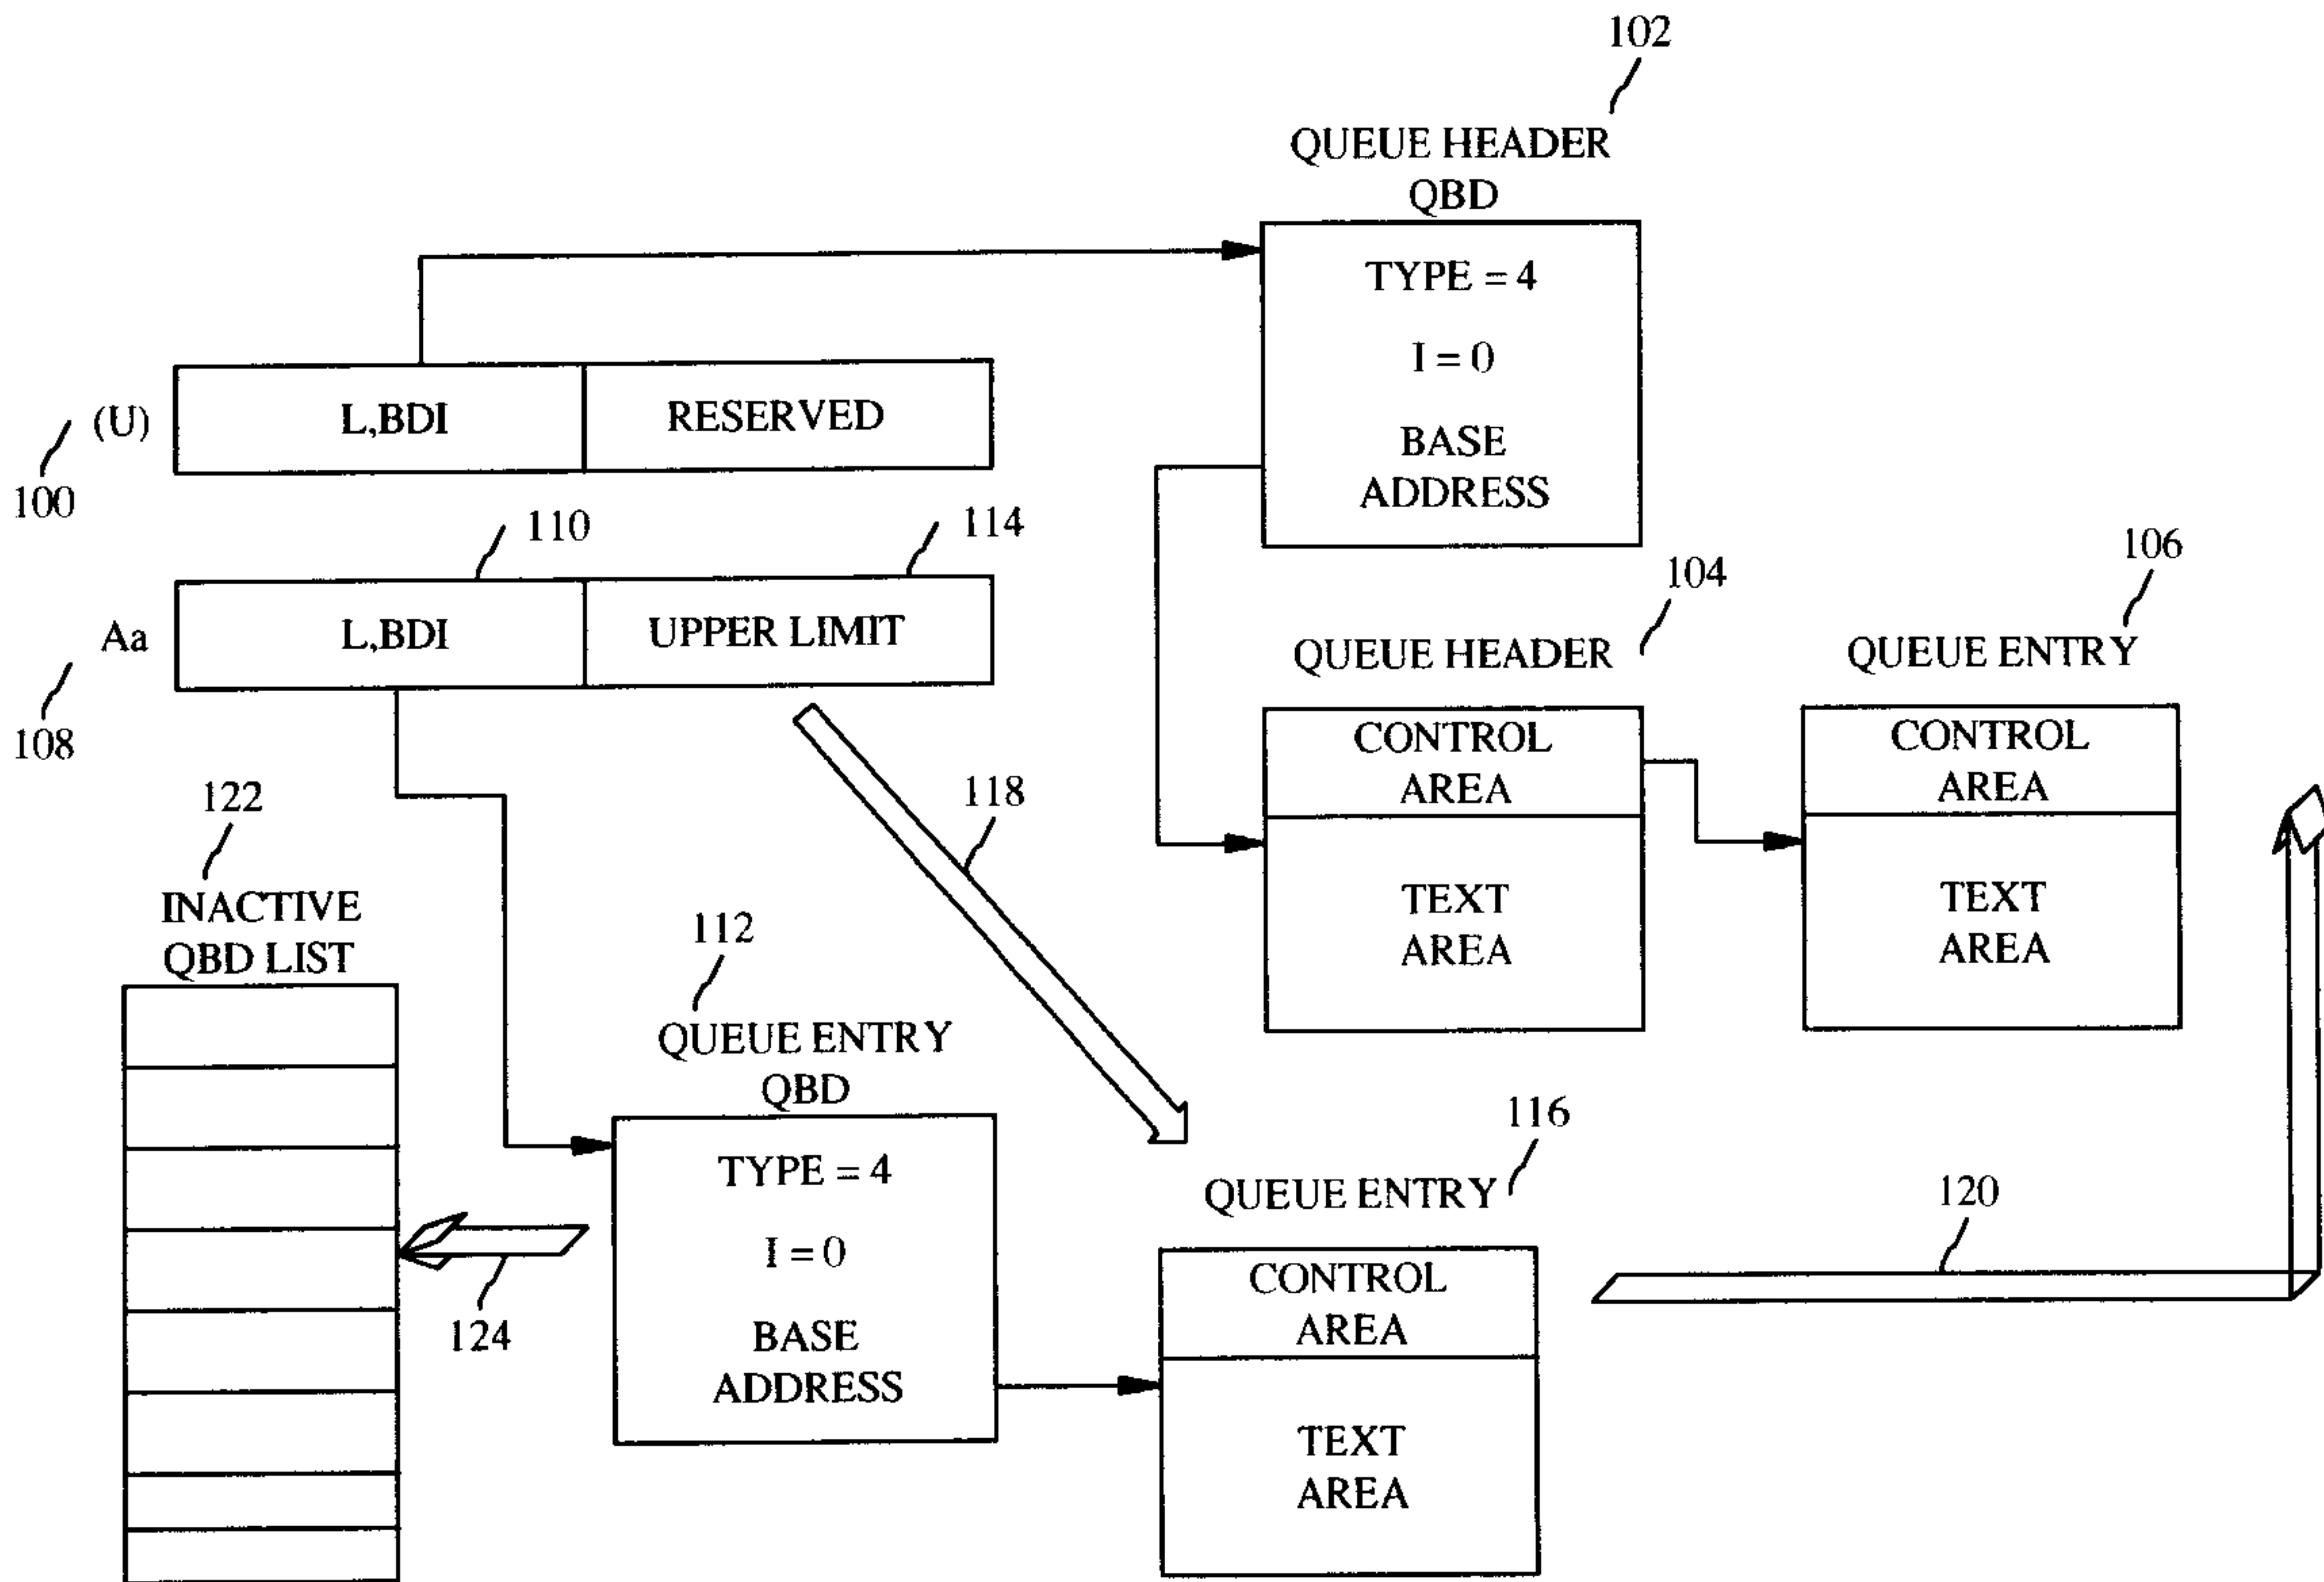 102
QUEUE HEADER
QBD
TYPE = 4
I = 0
BASE
ADDRESS
(U)
L,BDI
RESERVED
100
110
114
Aa
L,BDI
UPPER LIMIT
108
104
106
QUEUE HEADER
QUEUE ENTRY
CONTROL
AREA
TEXT
AREA
CONTROL
AREA
TEXT
AREA
118
122
INACTIVE
QBD LIST
112
QUEUE ENTRY
QBD
TYPE = 4
I = 0
BASE
ADDRESS
124
116
QUEUE ENTRY
CONTROL
AREA
TEXT
AREA
120